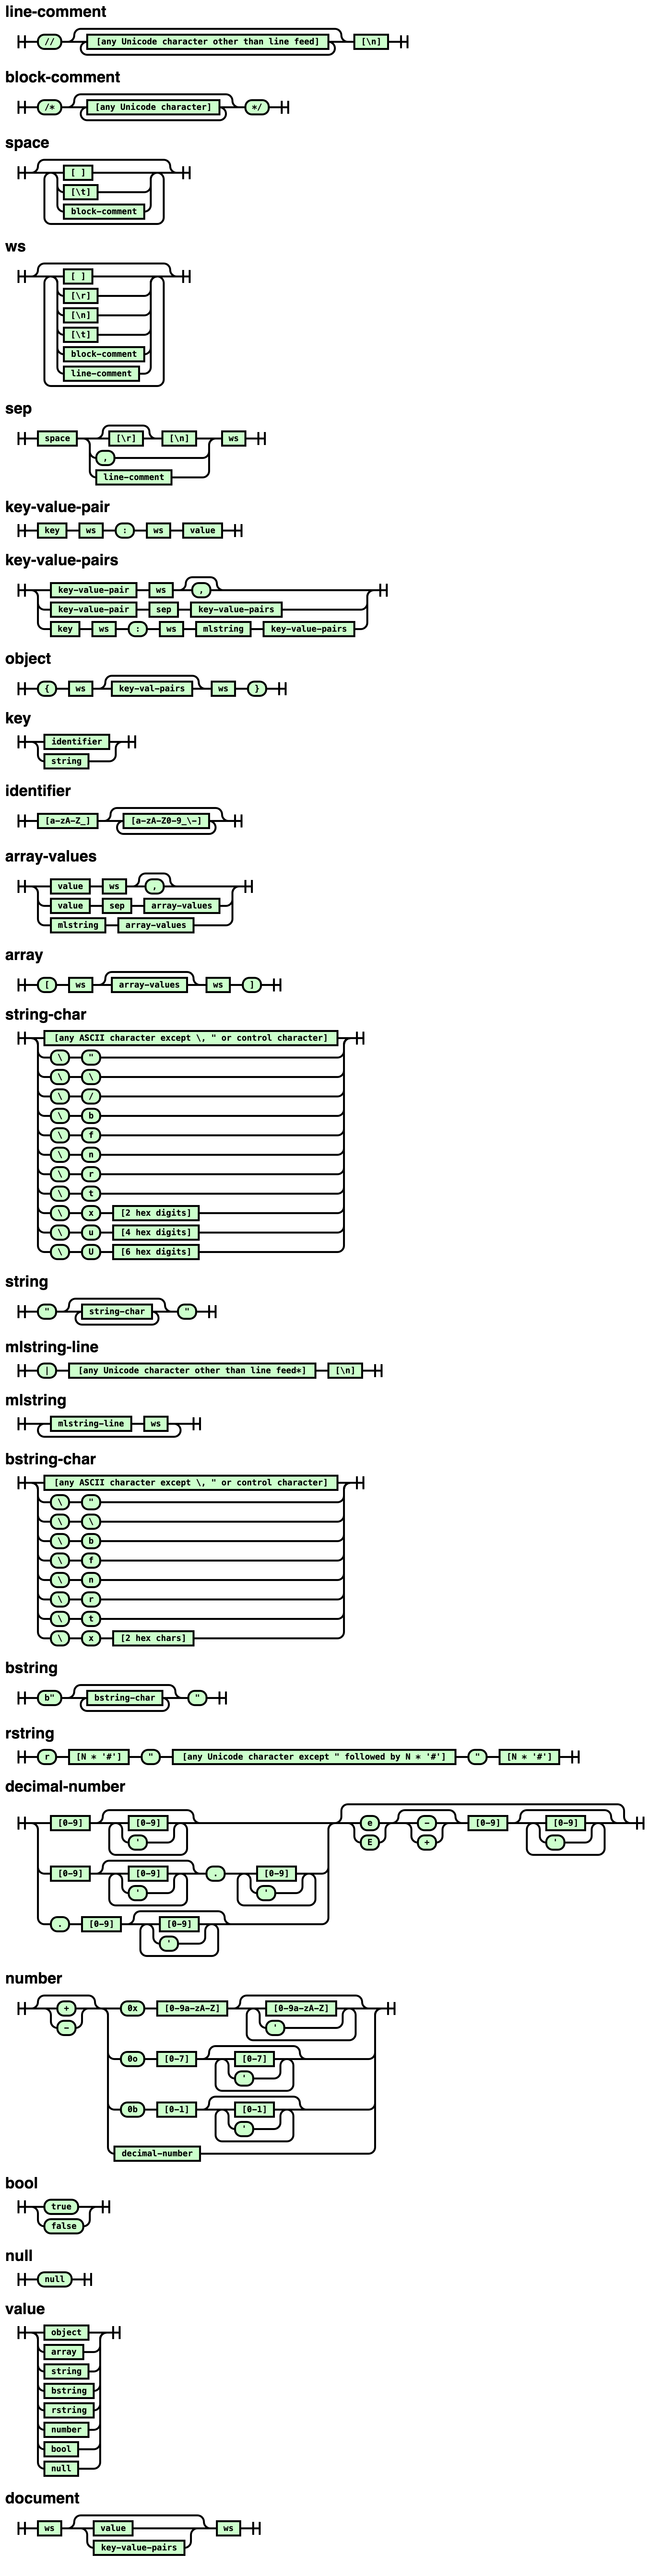 line-comment
// [any Unicode character other than line feed] [\n]
block-comment
/* [any Unicode character] */
space
[ ]
[\t]
block-comment
ws
[ ]
[\r]
[\n]
[\t]
block-comment
line-comment
sep
space [\r] [\n] ws
,
line-comment
key-value-pair
key ws : ws value
key-value-pairs
key-value-pair ws ,
key-value-pair sep key-value-pairs
key ws : ws mlstring key-value-pairs
object
{ ws key-val-pairs ws }
key
identifier
string
identifier
[a-zA-Z_] [a-zA-Z0-9_\-]
array-values
value ws ,
value sep array-values
mlstring array-values
array
[ ws array-values ws ]
string-char
[any ASCII character except \, " or control character]
\ "
\ \
\ /
\ b
\ f
\ n
\ r
\ t
\ x [2 hex digits]
\ u [4 hex digits]
\ U [6 hex digits]
string
" string-char "
mlstring-line
| [any Unicode character other than line feed*] [\n]
mlstring
mlstring-line ws
bstring-char
[any ASCII character except \, " or control character]
\ "
\ \
\ b
\ f
\ n
\ r
\ t
\ x [2 hex chars]
bstring
b" bstring-char "
rstring
r [N * '#'] " [any Unicode character except " followed by N * '#'] " [N * '#']
decimal-number
[0-9] [0-9] e - [0-9] [0-9]
' E + '
[0-9] [0-9] . [0-9]
' '
. [0-9] [0-9]
'
number
+ 0x [0-9a-zA-Z] [0-9a-zA-Z]
- '
0o [0-7] [0-7]
'
0b [0-1] [0-1]
'
decimal-number
bool
true
false
null
null
value
object
array
string
bstring
rstring
number
bool
null
document
ws value ws
key-value-pairs